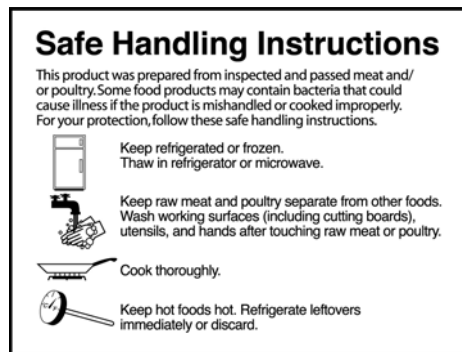 Safe Handling Instructions
This product was prepared from inspected and passed meat and/
or poultry. Some food products may contain bacteria that could
cause illness if the product is mishandled or cooked improperly.
For your protection, follow these safe handling instructions.
Keep refrigerated or frozen.
Thaw in refrigerator or microwave.
Keep raw meat and poultry separate from other foods.
Wash working surfaces (including cutting boards),
utensils, and hands after touching raw meat or poultry.
Cook thoroughly.
Keep hot foods hot. Refrigerate leftovers
immediately or discard.